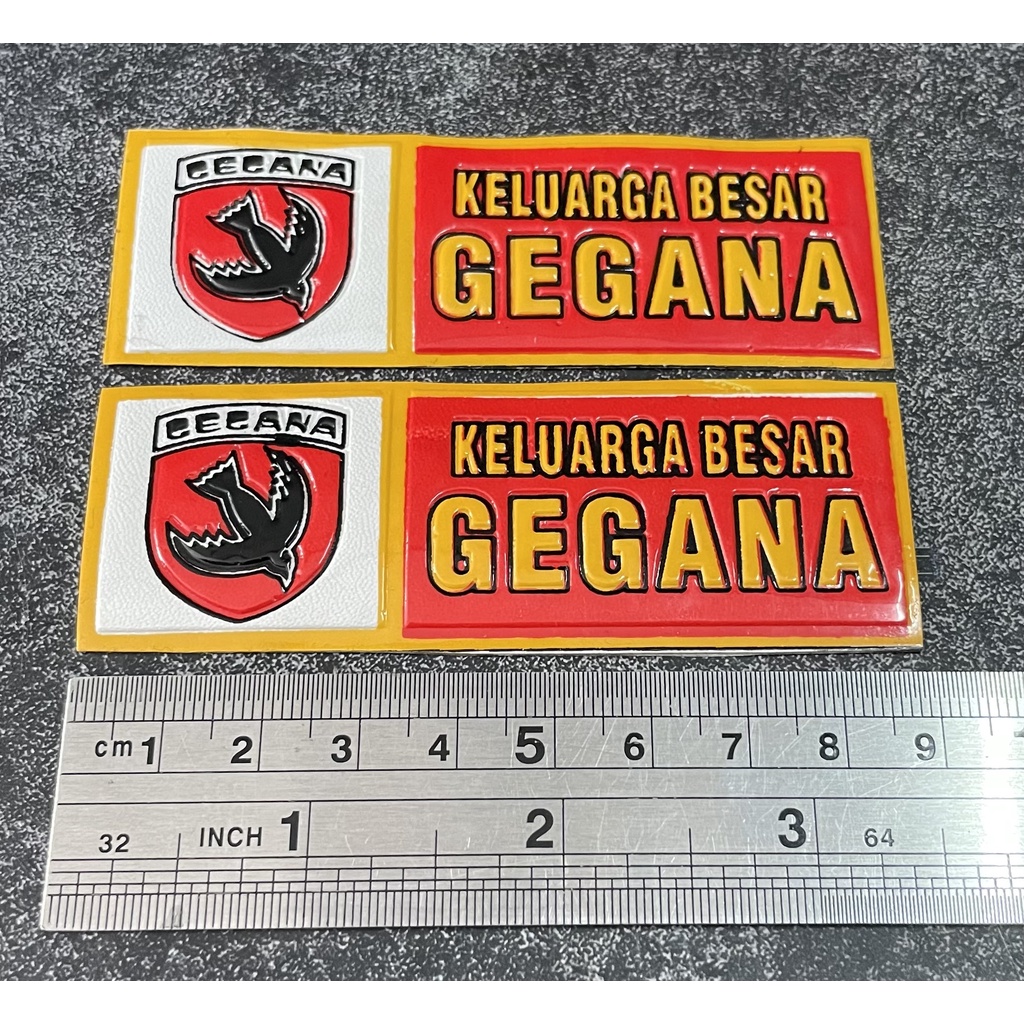 GEGANA
KELUARGA BESAR
GEGANA
GEGANA
KELUARGA BESAR
GEGANA
cm 1 2 3 4 5 6 7 8 9
32 INCH 1 2 3 64